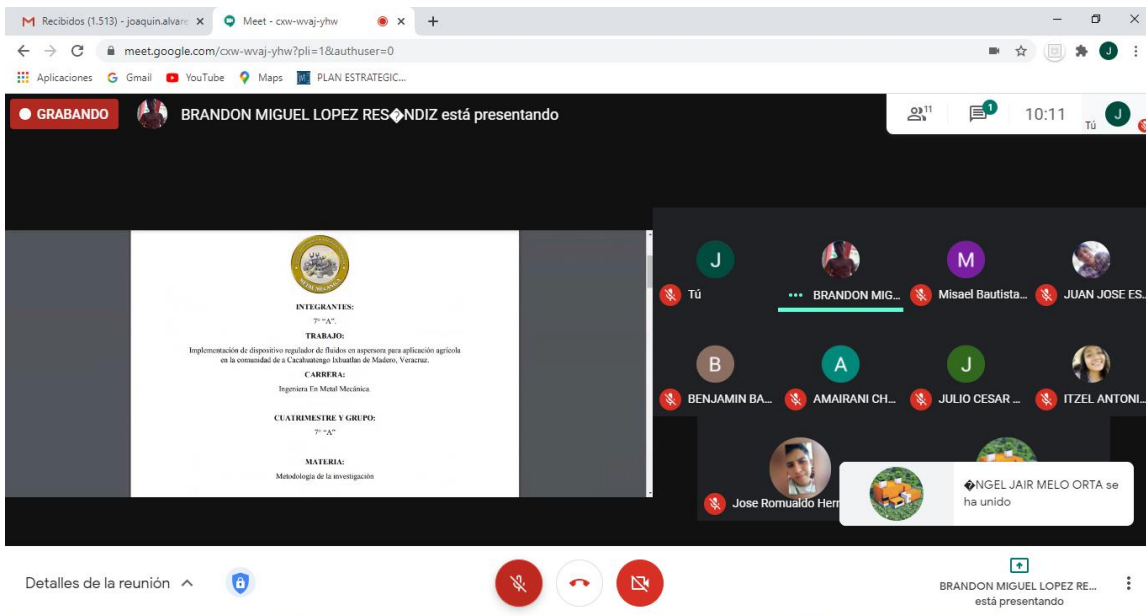 Recibidos (1.513) - joaquin.alvare
Meet - cxw-wvaj-yhw
meet.google.com/cxw-wvaj-yhw?pli=1&authuser=0
Aplicaciones Gmail YouTube Maps PLAN ESTRATEGIC...
GRABANDO
BRANDON MIGUEL LOPEZ RES�NDIZ está presentando
11
1
10:11
Tú
J
INTEGRANTES:
7° "A".
TRABAJO:
Implementación de dispositivo regulador de fluidos en aspersora para aplicación agrícola
en la comunidad de a Cacahuatengo Ixhuatlan de Madero, Veracruz.
CARRERA:
Ingeniera En Metal Mecánica.
CUATRIMESTRE Y GRUPO:
7° "A"
MATERIA:
Metodología de la investigación
J
M
Tú
BRANDON MIG...
Misael Bautista...
JUAN JOSE ES...
B
A
J
BENJAMIN BA...
AMAIRANI CH...
JULIO CESAR ...
ITZEL ANTONI...
Jose Romualdo Herr
�NGEL JAIR MELO ORTA se
ha unido
Detalles de la reunión
BRANDON MIGUEL LOPEZ RE...
está presentando